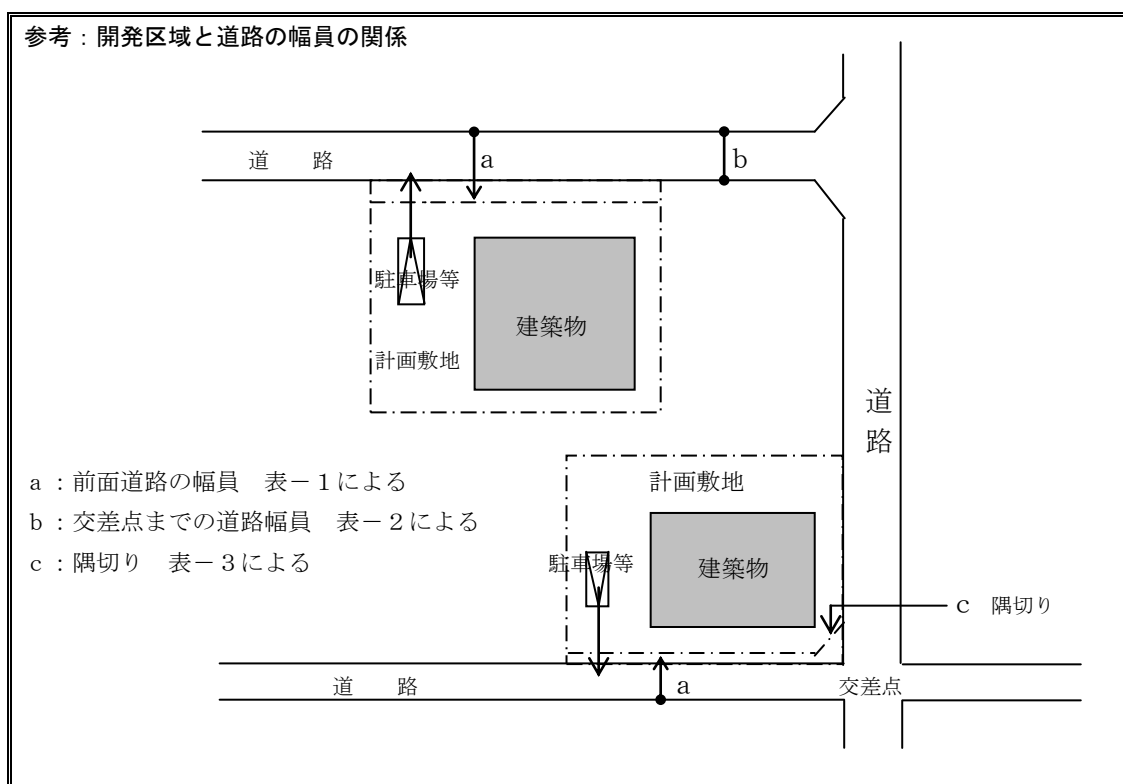 参考：開発区域と道路の幅員の関係
道　路
a
b
駐車場等
建築物
計画敷地
道路
a：前面道路の幅員　表－１による
b：交差点までの道路幅員　表－２による
c：隅切り　表－３による
計画敷地
駐車場等
建築物
c　隅切り
道　路
a
交差点